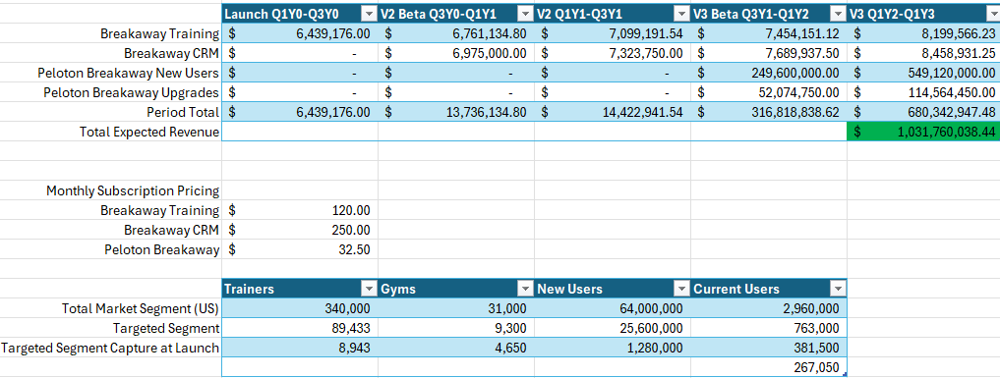 Launch Q1Y0-Q3Y0 V2 Beta Q3Y0-Q1Y1 V2 Q1Y1-Q3Y1 V3 Beta Q3Y1-Q1Y2 V3 Q1Y2-Q1Y3
Breakaway Training $ 6,439,176.00 $ 6,761,134.80 $ 7,099,191.54 $ 7,454,151.12 $ 8,199,566.23
Breakaway CRM $ - $ 6,975,000.00 $ 7,323,750.00 $ 7,689,937.50 $ 8,458,931.25
Peloton Breakaway New Users $ - $ - $ - $ 249,600,000.00 $ 549,120,000.00
Peloton Breakaway Upgrades $ - $ - $ - $ 52,074,750.00 $ 114,564,450.00
Period Total $ 6,439,176.00 $ 13,736,134.80 $ 14,422,941.54 $ 316,818,838.62 $ 680,342,947.48
Total Expected Revenue $ 1,031,760,038.44
Monthly Subscription Pricing
Breakaway Training $ 120.00
Breakaway CRM $ 250.00
Peloton Breakaway $ 32.50
Trainers Gyms New Users Current Users
Total Market Segment (US) 340,000 31,000 64,000,000 2,960,000
Targeted Segment 89,433 9,300 25,600,000 763,000
Targeted Segment Capture at Launch 8,943 4,650 1,280,000 381,500
267,050